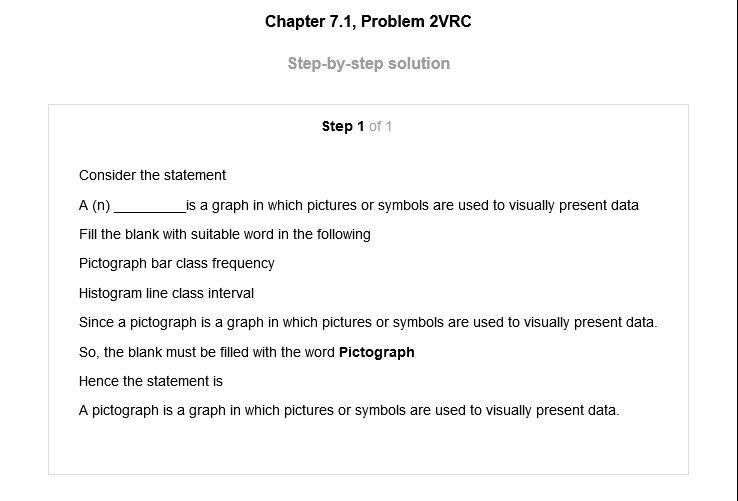 Chapter 7.1, Problem 2VRC
Step-by-step solution
Step 1 of 1
Consider the statement
A (n) __________is a graph in which pictures or symbols are used to visually present data
Fill the blank with suitable word in the following
Pictograph bar class frequency
Histogram line class interval
Since a pictograph is a graph in which pictures or symbols are used to visually present data.
So, the blank must be filled with the word Pictograph
Hence the statement is
A pictograph is a graph in which pictures or symbols are used to visually present data.